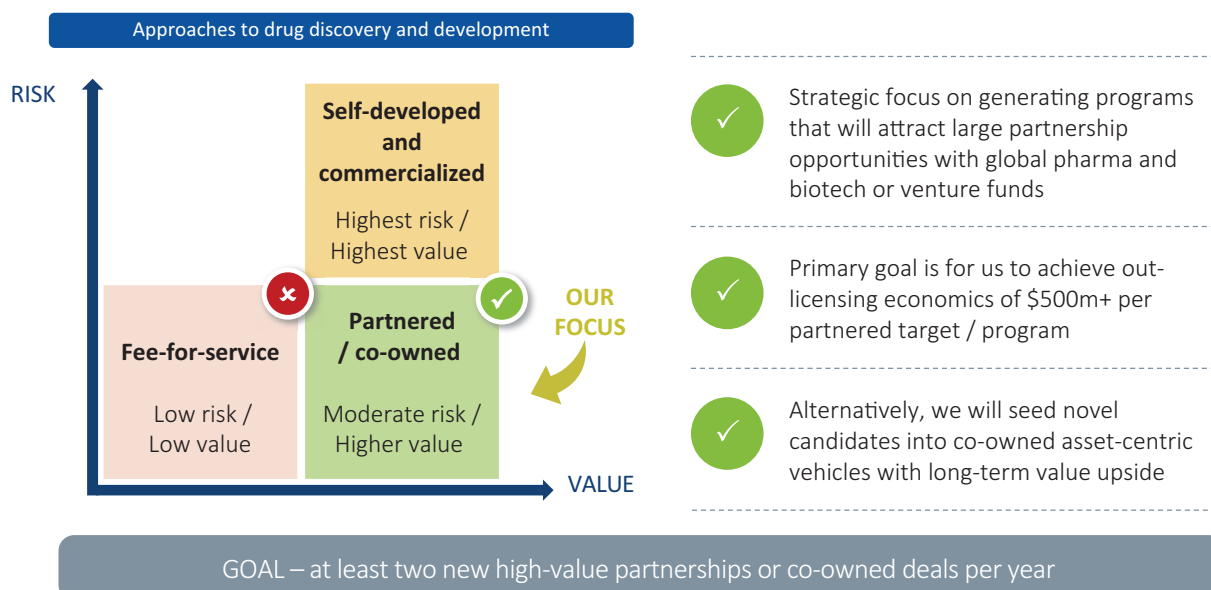 Approaches to drug discovery and development
RISK
Self-developed
and
commercialized
Highest risk /
Highest value
Fee-for-service
Low risk /
Low value
Partnered
/ co-owned
Moderate risk /
Higher value
OUR
FOCUS
VALUE
Strategic focus on generating programs
that will attract large partnership
opportunities with global pharma and
biotech or venture funds
Primary goal is for us to achieve out-
licensing economics of $500m+ per
partnered target / program
Alternatively, we will seed novel
candidates into co-owned asset-centric
vehicles with long-term value upside
GOAL – at least two new high-value partnerships or co-owned deals per year